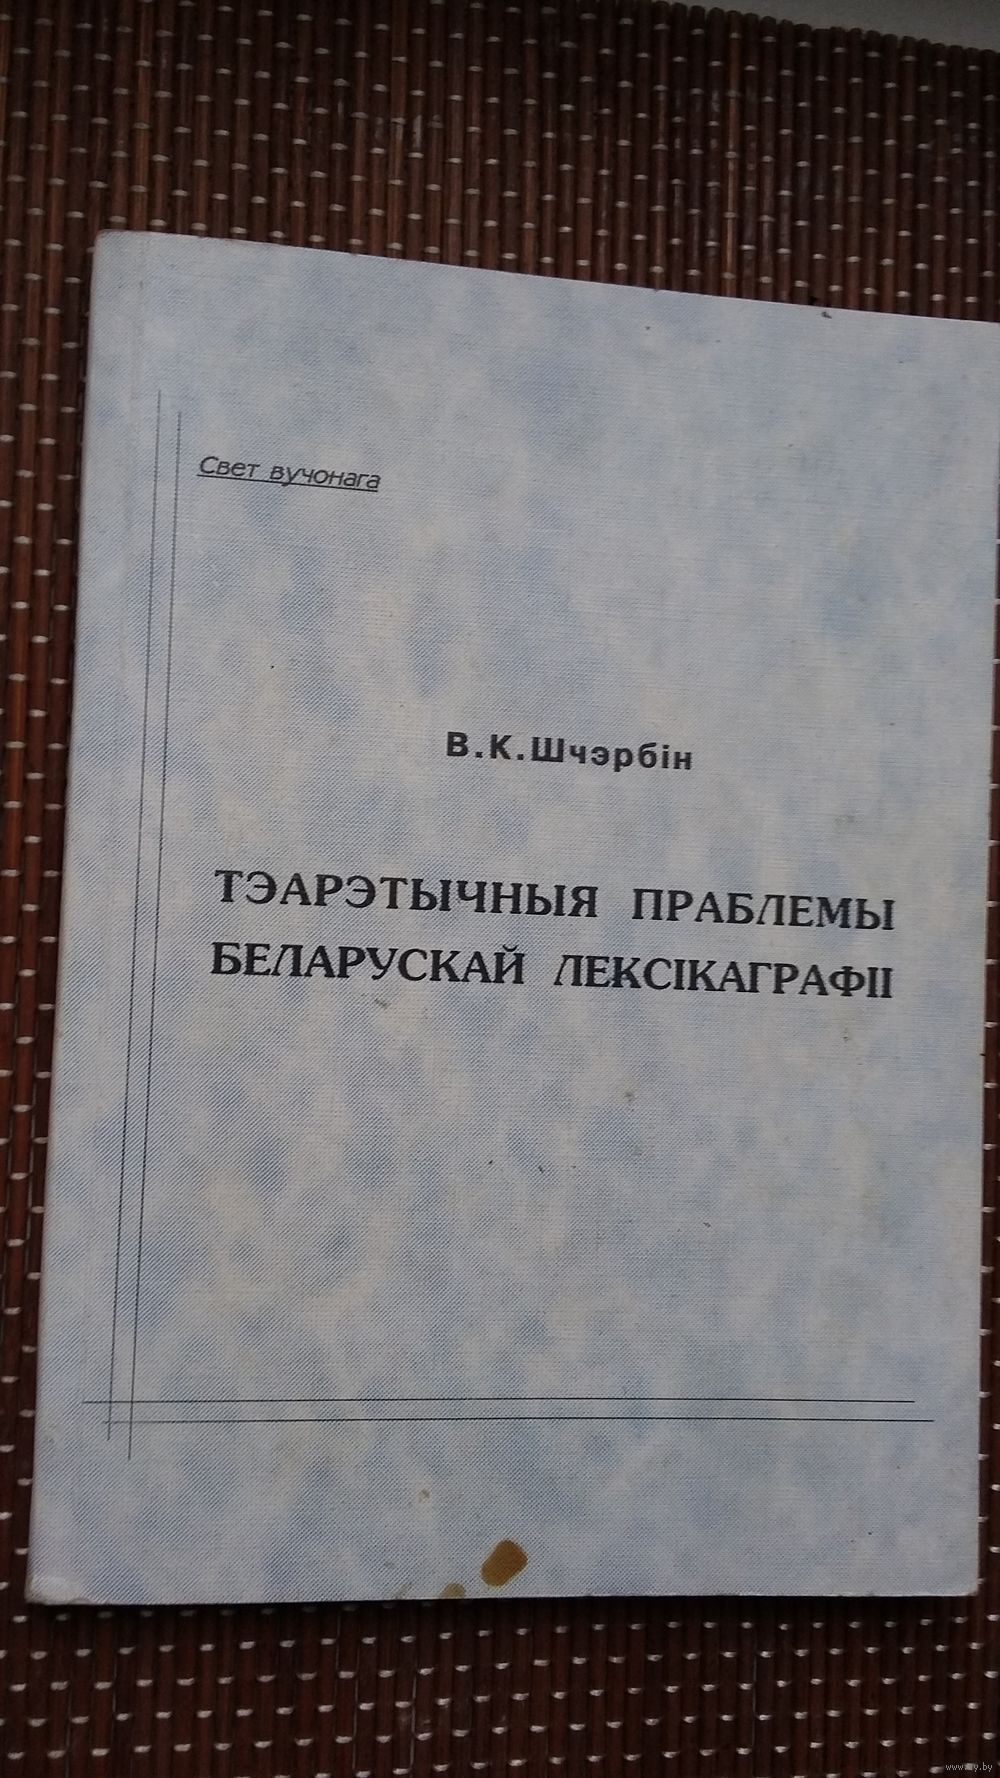 Свет вучонага
В.К.Шчэрбін
ТЭАРЭТЫЧНЫЯ ПРАБЛЕМЫ
БЕЛАРУСКАЙ ЛЕКСІКАГРАФІІ